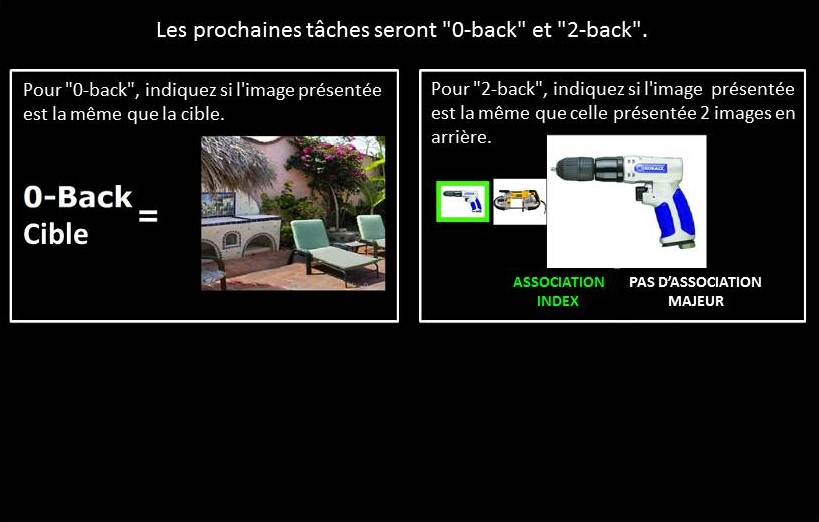 Les prochaines tâches seront "0-back" et "2-back".
Pour "0-back", indiquez si l'image présentée
est la même que la cible.
0-Back
Cible
=
Pour "2-back", indiquez si l'image présentée
est la même que celle présentée 2 images en
arrière.
KOBALT
ASSOCIATION
INDEX
PAS D’ASSOCIATION
MAJEUR